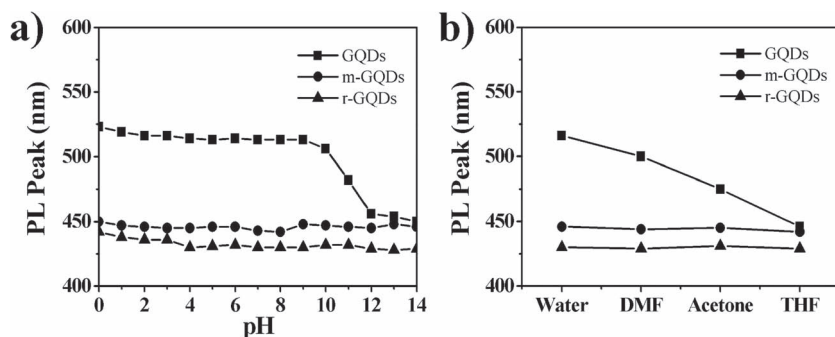 a)
600
550
500
450
400
PL Peak (nm)
GQDs
m-GQDs
r-GQDs
0 2 4 6 8 10 12 14
pH
b)
600
550
500
450
400
PL Peak (nm)
GQDs
m-GQDs
r-GQDs
Water DMF Acetone THF